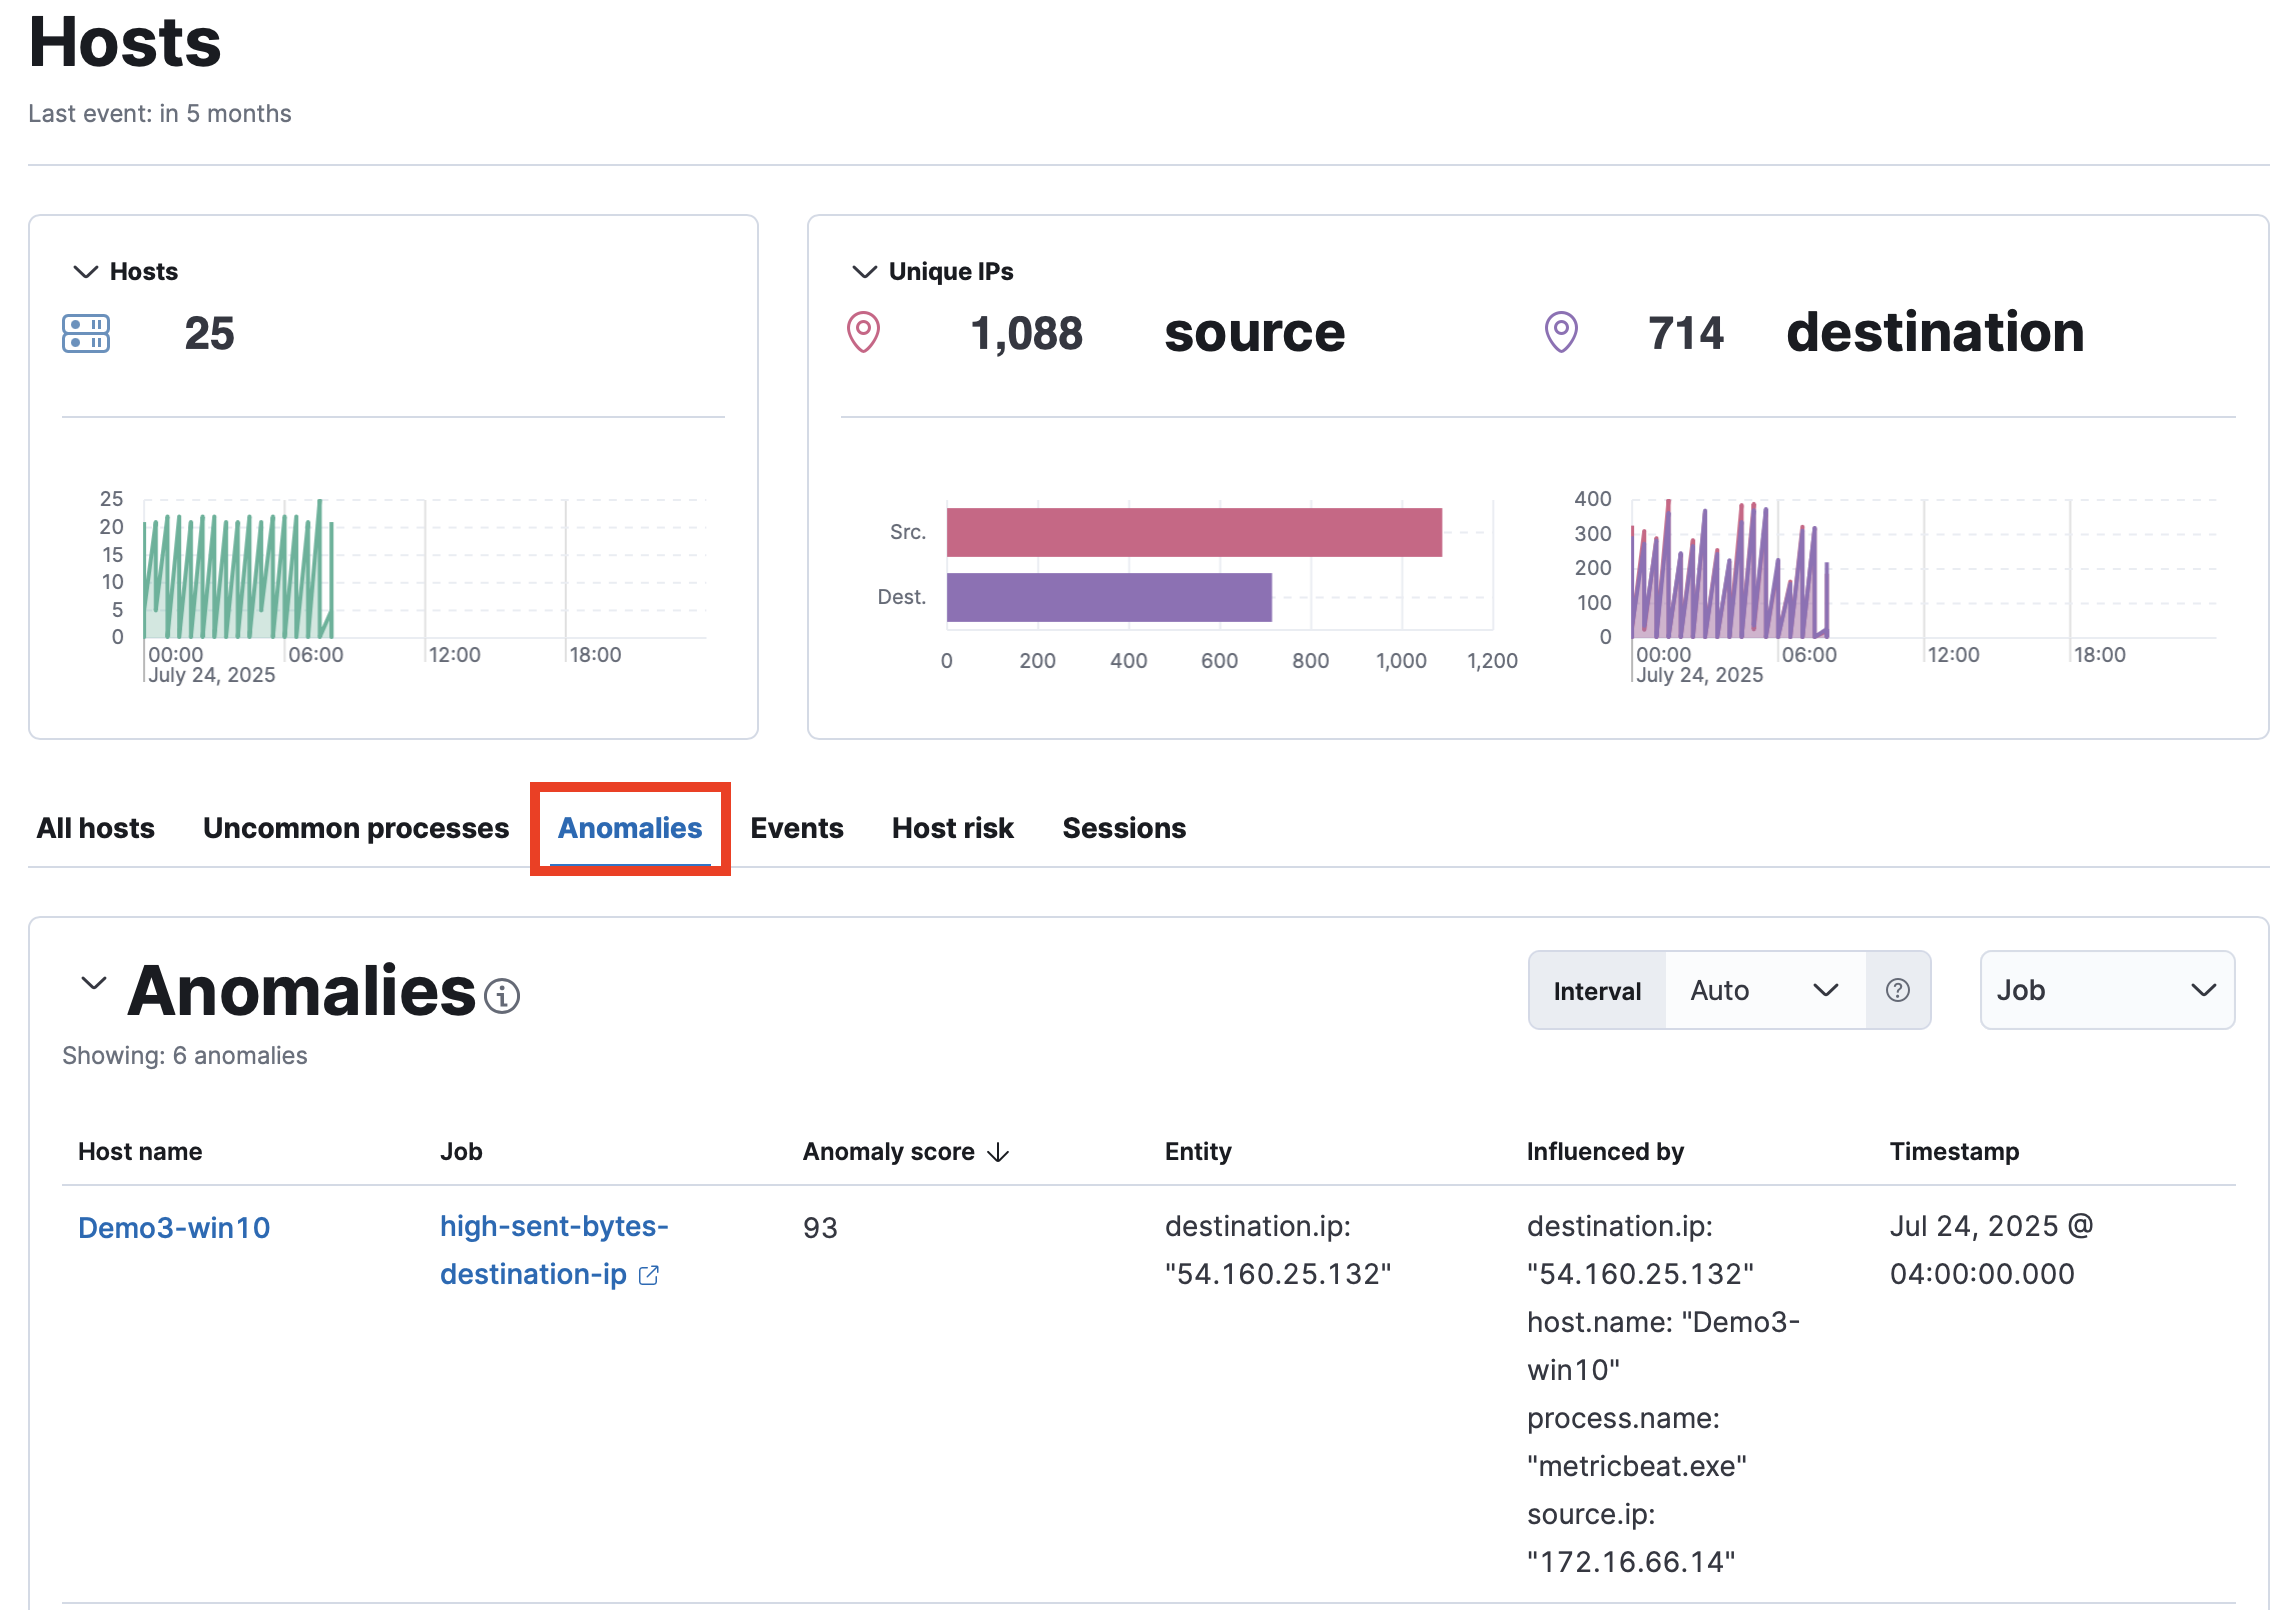 Hosts
Last event: in 5 months
Hosts
25
Unique IPs
1,088 source
714 destination
25
20
15
10
5
0
00:00 06:00 12:00 18:00
July 24, 2025
Src.
Dest.
0 200 400 600 800 1,000 1,200
400
300
200
100
0
00:00 06:00 12:00 18:00
July 24, 2025
All hosts Uncommon processes Anomalies Events Host risk Sessions
Anomalies
Interval Auto Job
Showing: 6 anomalies
Host name Job Anomaly score Entity Influenced by Timestamp
Demo3-win10
high-sent-bytes-
destination-ip
93
destination.ip:
"54.160.25.132"
destination.ip:
"54.160.25.132"
host.name: "Demo3-
win10"
process.name:
"metricbeat.exe"
source.ip:
"172.16.66.14"
Jul 24, 2025 @
04:00:00.000